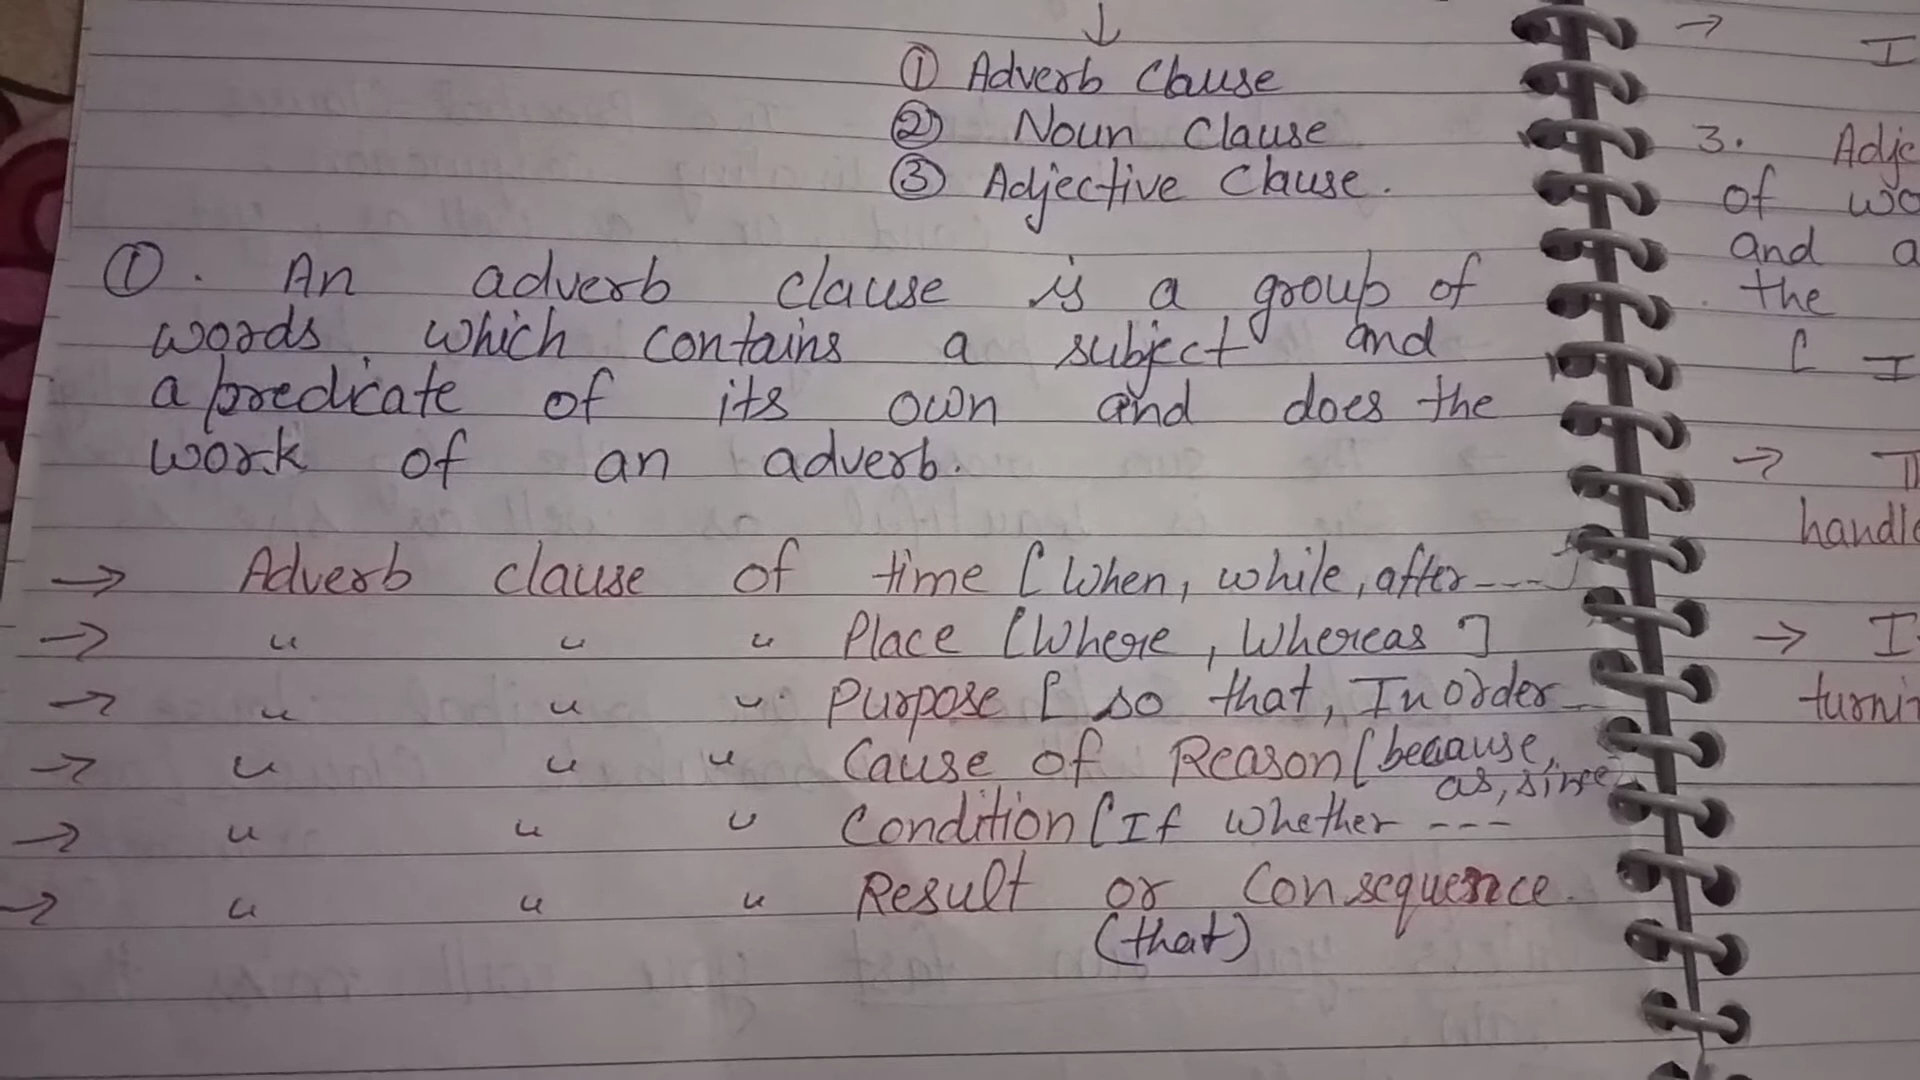 ↓
① Adverb Clause
② Noun Clause
③ Adjective Clause.
①. An adverb clause is a group of
words which contains a subject and
a predicate of its own and does the
work of an adverb.
→ Adverb clause of time [When, while, after ----]
→ " " " Place [Where, Whereas]
→ " " " Purpose [so that, In order
→ " " " Cause of Reason [because,
as, since
→ " " " Condition [If whether ---
→ " " " Result or Consequence.
(that)
→ I
3. Adje
of wo
and a
the
[ I
→
handle
→ I
turni